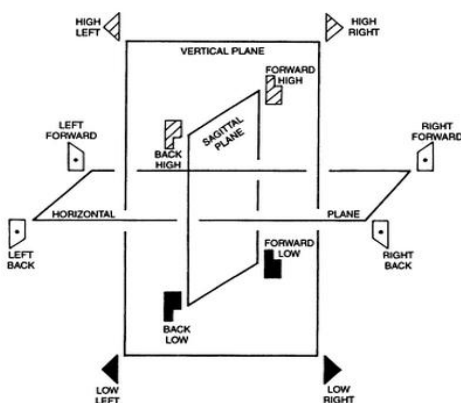 HIGH
LEFT
HIGH
RIGHT
VERTICAL PLANE
FORWARD
HIGH
LEFT
FORWARD
SAGITTAL
PLANE
BACK
HIGH
RIGHT
FORWARD
HORIZONTAL
PLANE
LEFT
BACK
FORWARD
LOW
RIGHT
BACK
BACK
LOW
LOW
LEFT
LOW
RIGHT